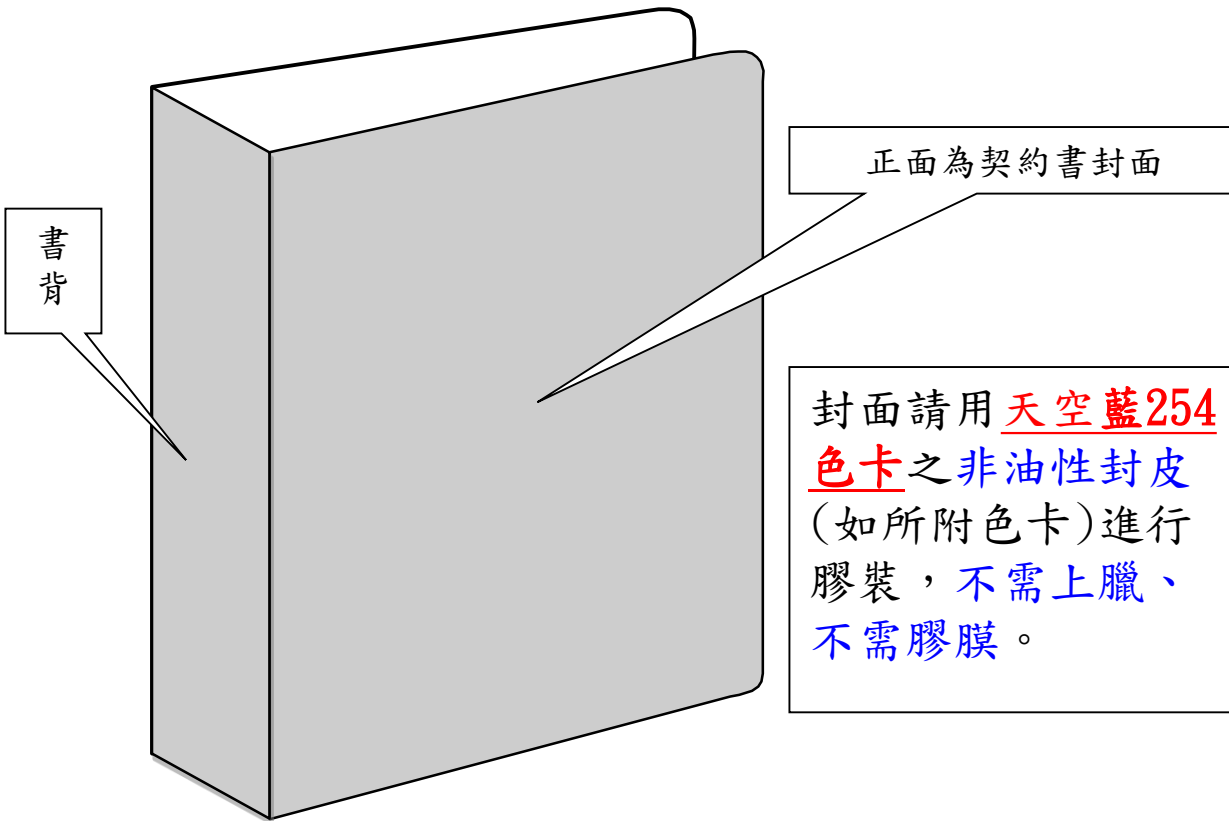 正面為契約書封面
書
背
封面請用天空藍254
色卡之非油性封皮
(如所附色卡)進行
膠裝，不需上臘、
不需膠膜。